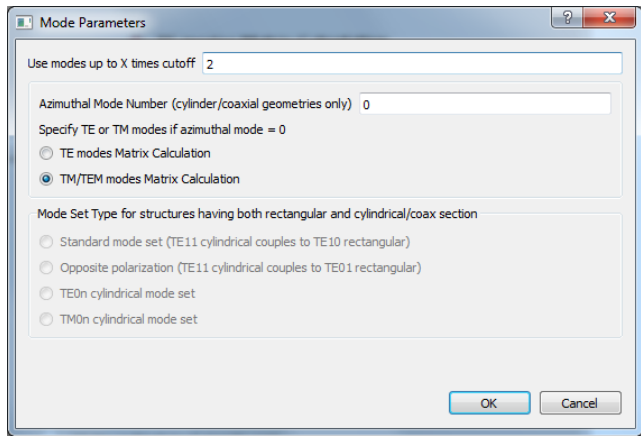 Mode Parameters
Use modes up to X times cutoff 2
Azimuthal Mode Number (cylinder/coaxial geometries only) 0
Specify TE or TM modes if azimuthal mode = 0
TE modes Matrix Calculation
TM/TEM modes Matrix Calculation
Mode Set Type for structures having both rectangular and cylindrical/coax section
Standard mode set (TE11 cylindrical couples to TE10 rectangular)
Opposite polarization (TE11 cylindrical couples to TE01 rectangular)
TE0n cylindrical mode set
TM0n cylindrical mode set
OK Cancel